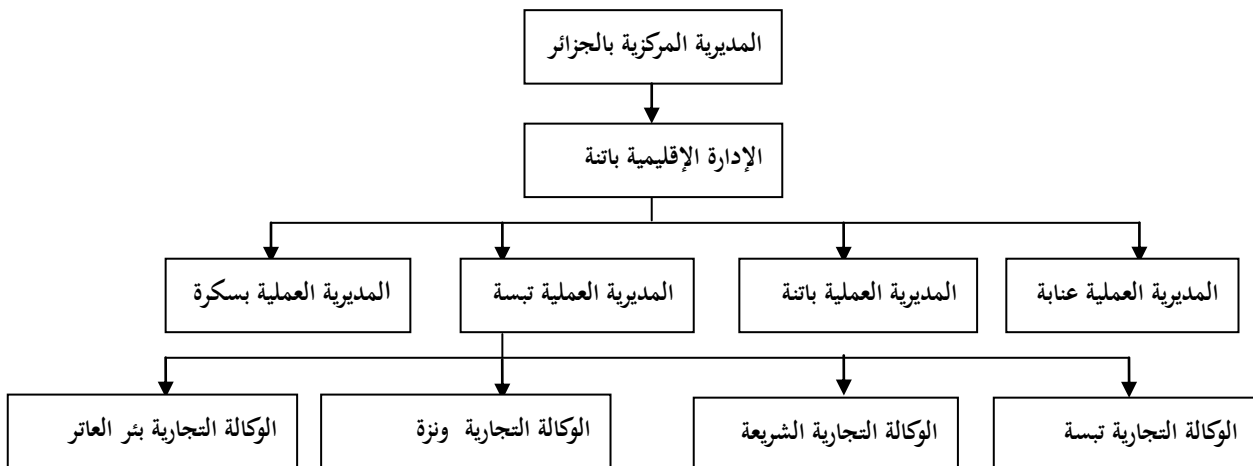 المديرية المركزية بالجزائر
الإدارة الإقليمية باتنة
المديرية العملية عنابة
المديرية العملية باتنة
المديرية العملية تبسة
المديرية العملية بسكرة
الوكالة التجارية تبسة
الوكالة التجارية الشريعة
الوكالة التجارية ونزة
الوكالة التجارية بئر العاتر